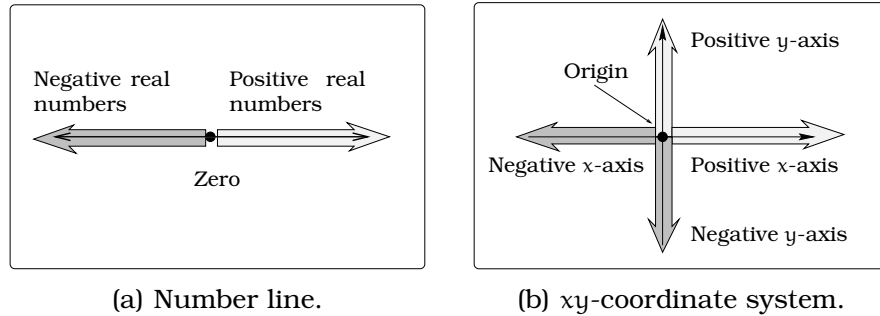 Negative real
numbers
Positive real
numbers
Zero
(a) Number line.
Positive y-axis
Origin
Negative x-axis
Positive x-axis
Negative y-axis
(b) xy-coordinate system.